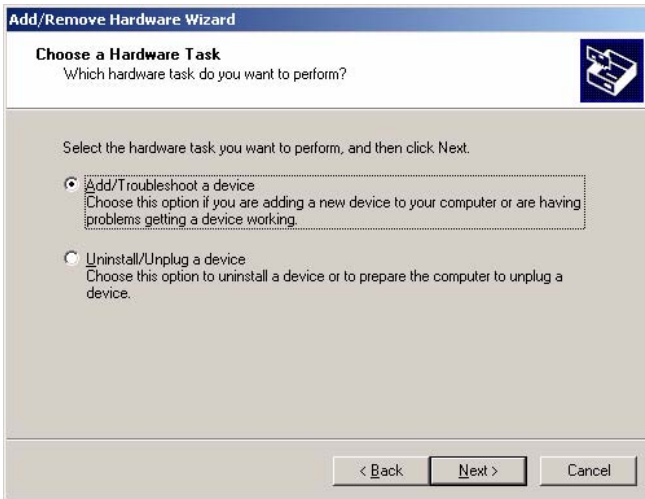 Add/Remove Hardware Wizard
Choose a Hardware Task
Which hardware task do you want to perform?
Select the hardware task you want to perform, and then click Next.
Add/Troubleshoot a device
Choose this option if you are adding a new device to your computer or are having
problems getting a device working.
Uninstall/Unplug a device
Choose this option to uninstall a device or to prepare the computer to unplug a
device.
< Back
Next >
Cancel